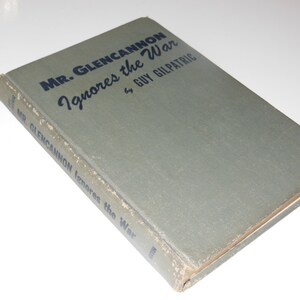 MR. GLENCANNON
Ignores the War
by GUY GILPATRIC
MR. GLENCANNON Ignores the War